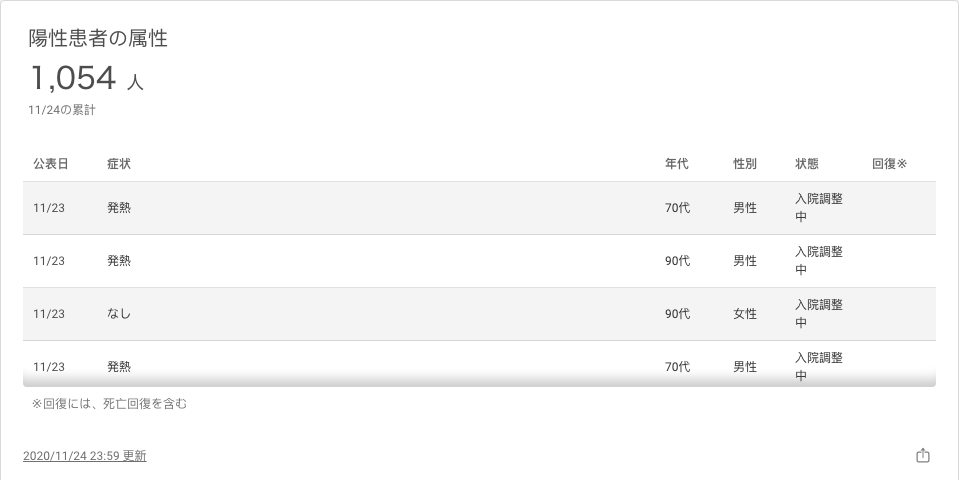 陽性患者の属性
1,054 人
11/24の累計
公表日 症状 年代 性別 状態 回復※
11/23 発熱 70代 男性 入院調整
中
11/23 発熱 90代 男性 入院調整
中
11/23 なし 90代 女性 入院調整
中
11/23 発熱 70代 男性 入院調整
中
※回復には、死亡回復を含む
2020/11/24 23:59 更新